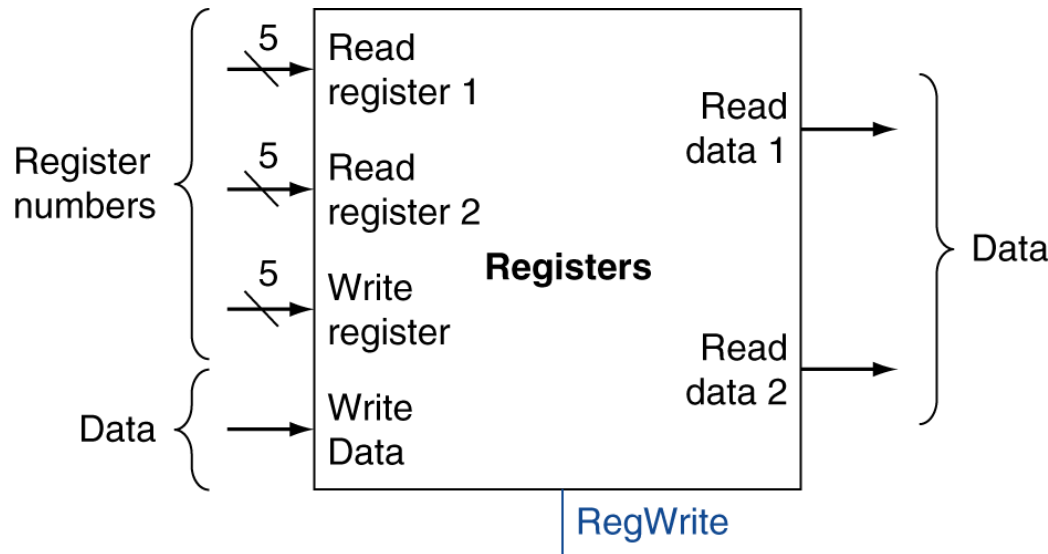 5
Read
register 1
5
Read
register 2
5
Write
register
Write
Data
Register
numbers
Data
Registers
Read
data 1
Read
data 2
Data
RegWrite